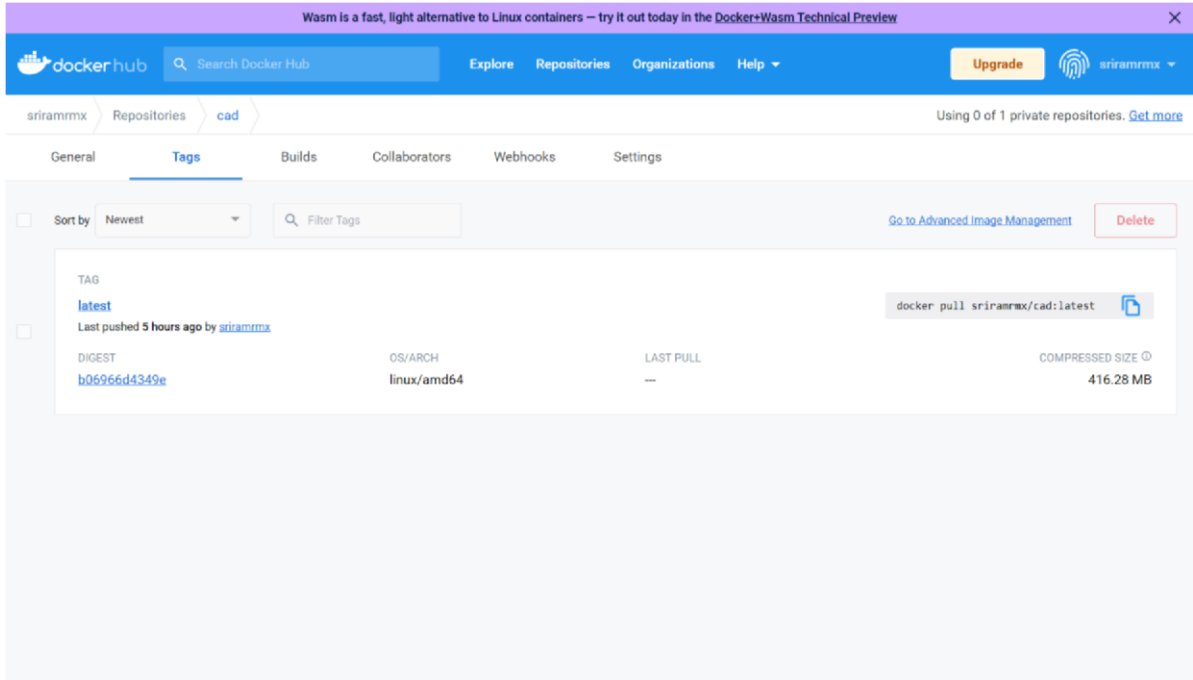 Wasm is a fast, light alternative to Linux containers — try it out today in the Docker+Wasm Technical Preview
dockerhub Search Docker Hub Explore Repositories Organizations Help Upgrade sriramrmx
sriramrmx Repositories cad Using 0 of 1 private repositories. Get more
General Tags Builds Collaborators Webhooks Settings
Sort by Newest Filter Tags Go to Advanced Image Management Delete
TAG
latest docker pull sriramrmx/cad:latest
Last pushed 5 hours ago by sriramrmx
DIGEST OS/ARCH LAST PULL COMPRESSED SIZE
b06966d4349e linux/amd64 --- 416.28 MB